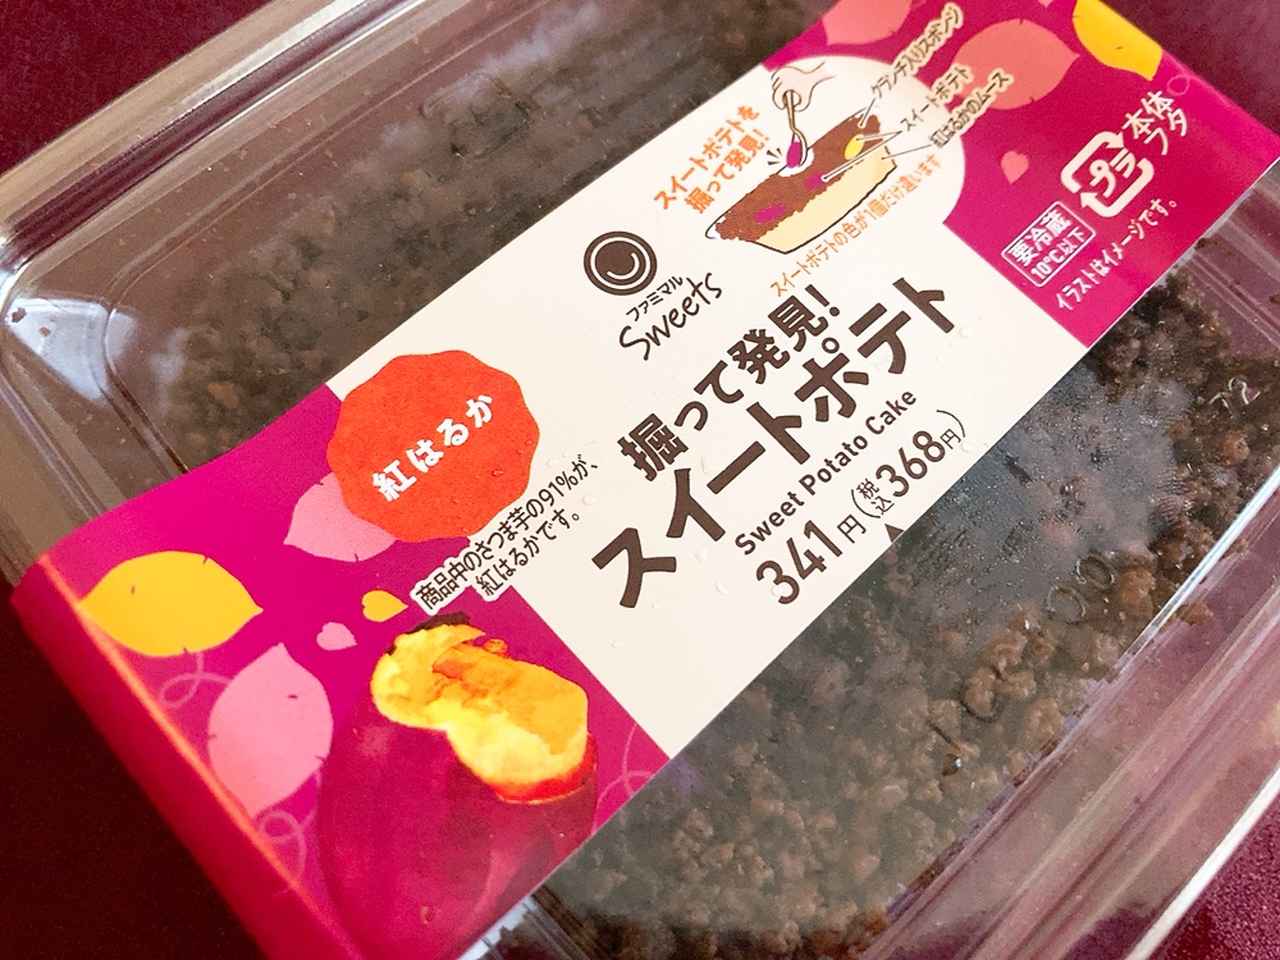 スイートポテトを
掘って発見!
クランチ入りスポンジ
スイートポテト
紅はるかのムース
スイートポテトの色が1個だけ違います
プラ
本体
フタ
要冷蔵
10℃以下
イラストはイメージです。
ファミマル
Sweets
掘って発見!
スイートポテト
Sweet Potato Cake
341円(税込368円)
紅はるか
商品中のさつま芋の91%が、
紅はるかです。